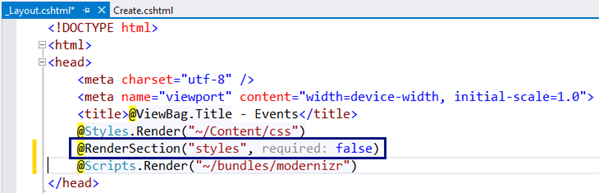 _Layout.cshtml* Create.cshtml
<!DOCTYPE html>
<html>
<head>
<meta charset="utf-8" />
<meta name="viewport" content="width=device-width, initial-scale=1.0">
<title>@ViewBag.Title - Events</title>
@Styles.Render("~/Content/css")
@RenderSection("styles", required: false)
@Scripts.Render("~/bundles/modernizr")
</head>